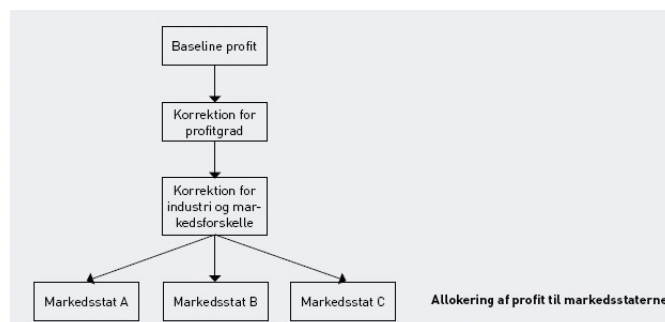 Baseline profit
Korrektion for
profitgrad
Korrektion for
industri og mar-
kedsforskelle
Markedsstat A
Markedsstat B
Markedsstat C
Allokering af profit til markedsstaterne